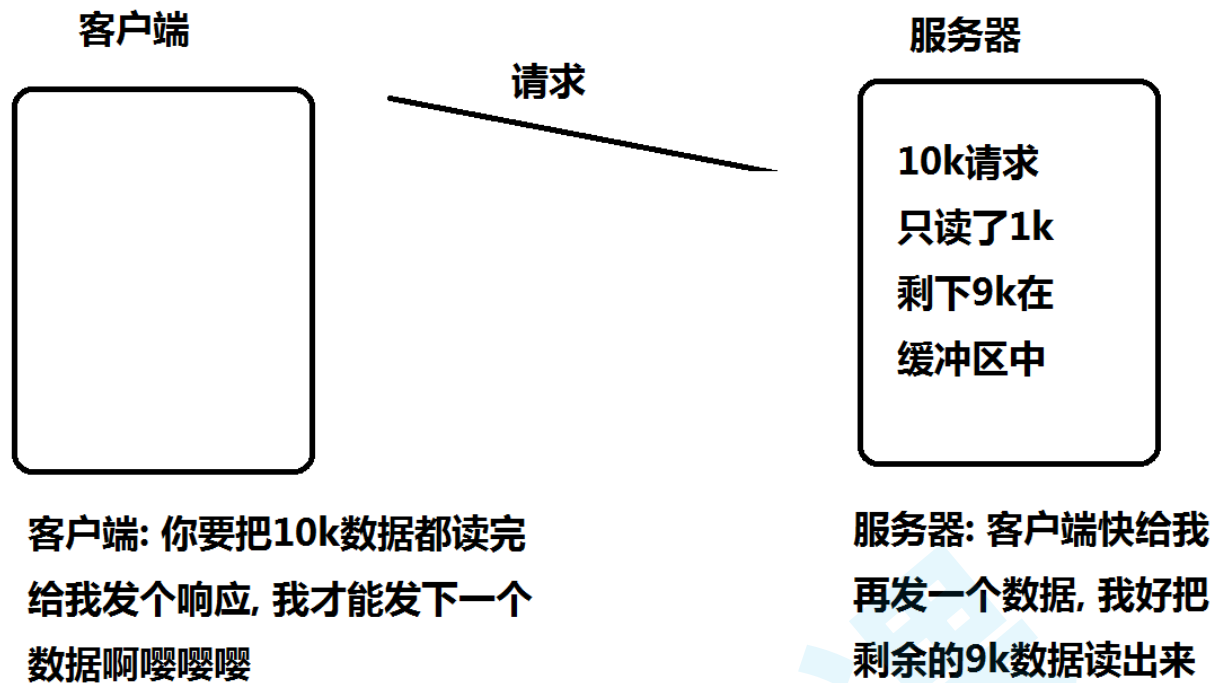 客户端
服务器
请求
10k请求
只读了1k
剩下9k在
缓冲区中
客户端: 你要把10k数据都读完
给我发个响应, 我才能发下一个
数据啊嘤嘤嘤
服务器: 客户端快给我
再发一个数据, 我好把
剩余的9k数据读出来